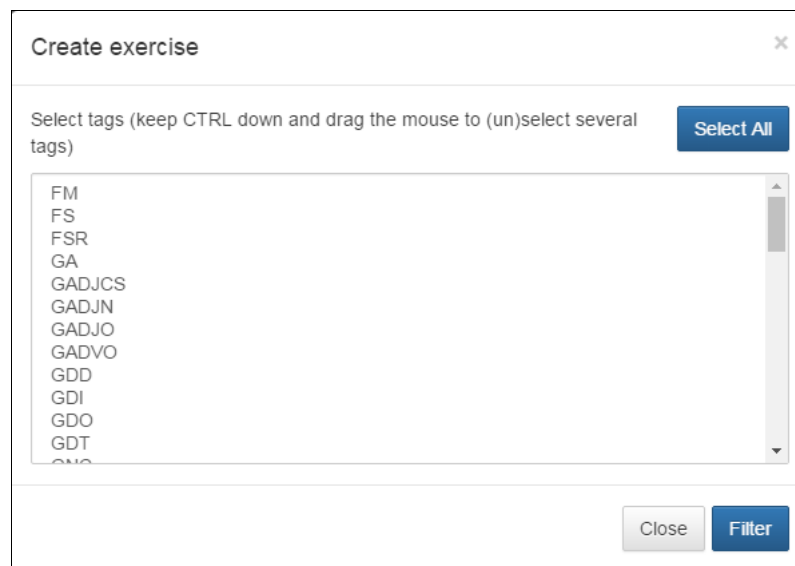 Create exercise ×
Select tags (keep CTRL down and drag the mouse to (un)select several
tags)
Select All
FM
FS
FSR
GA
GADJCS
GADJN
GADJO
GADVO
GDD
GDI
GDO
GDT
Close
Filter